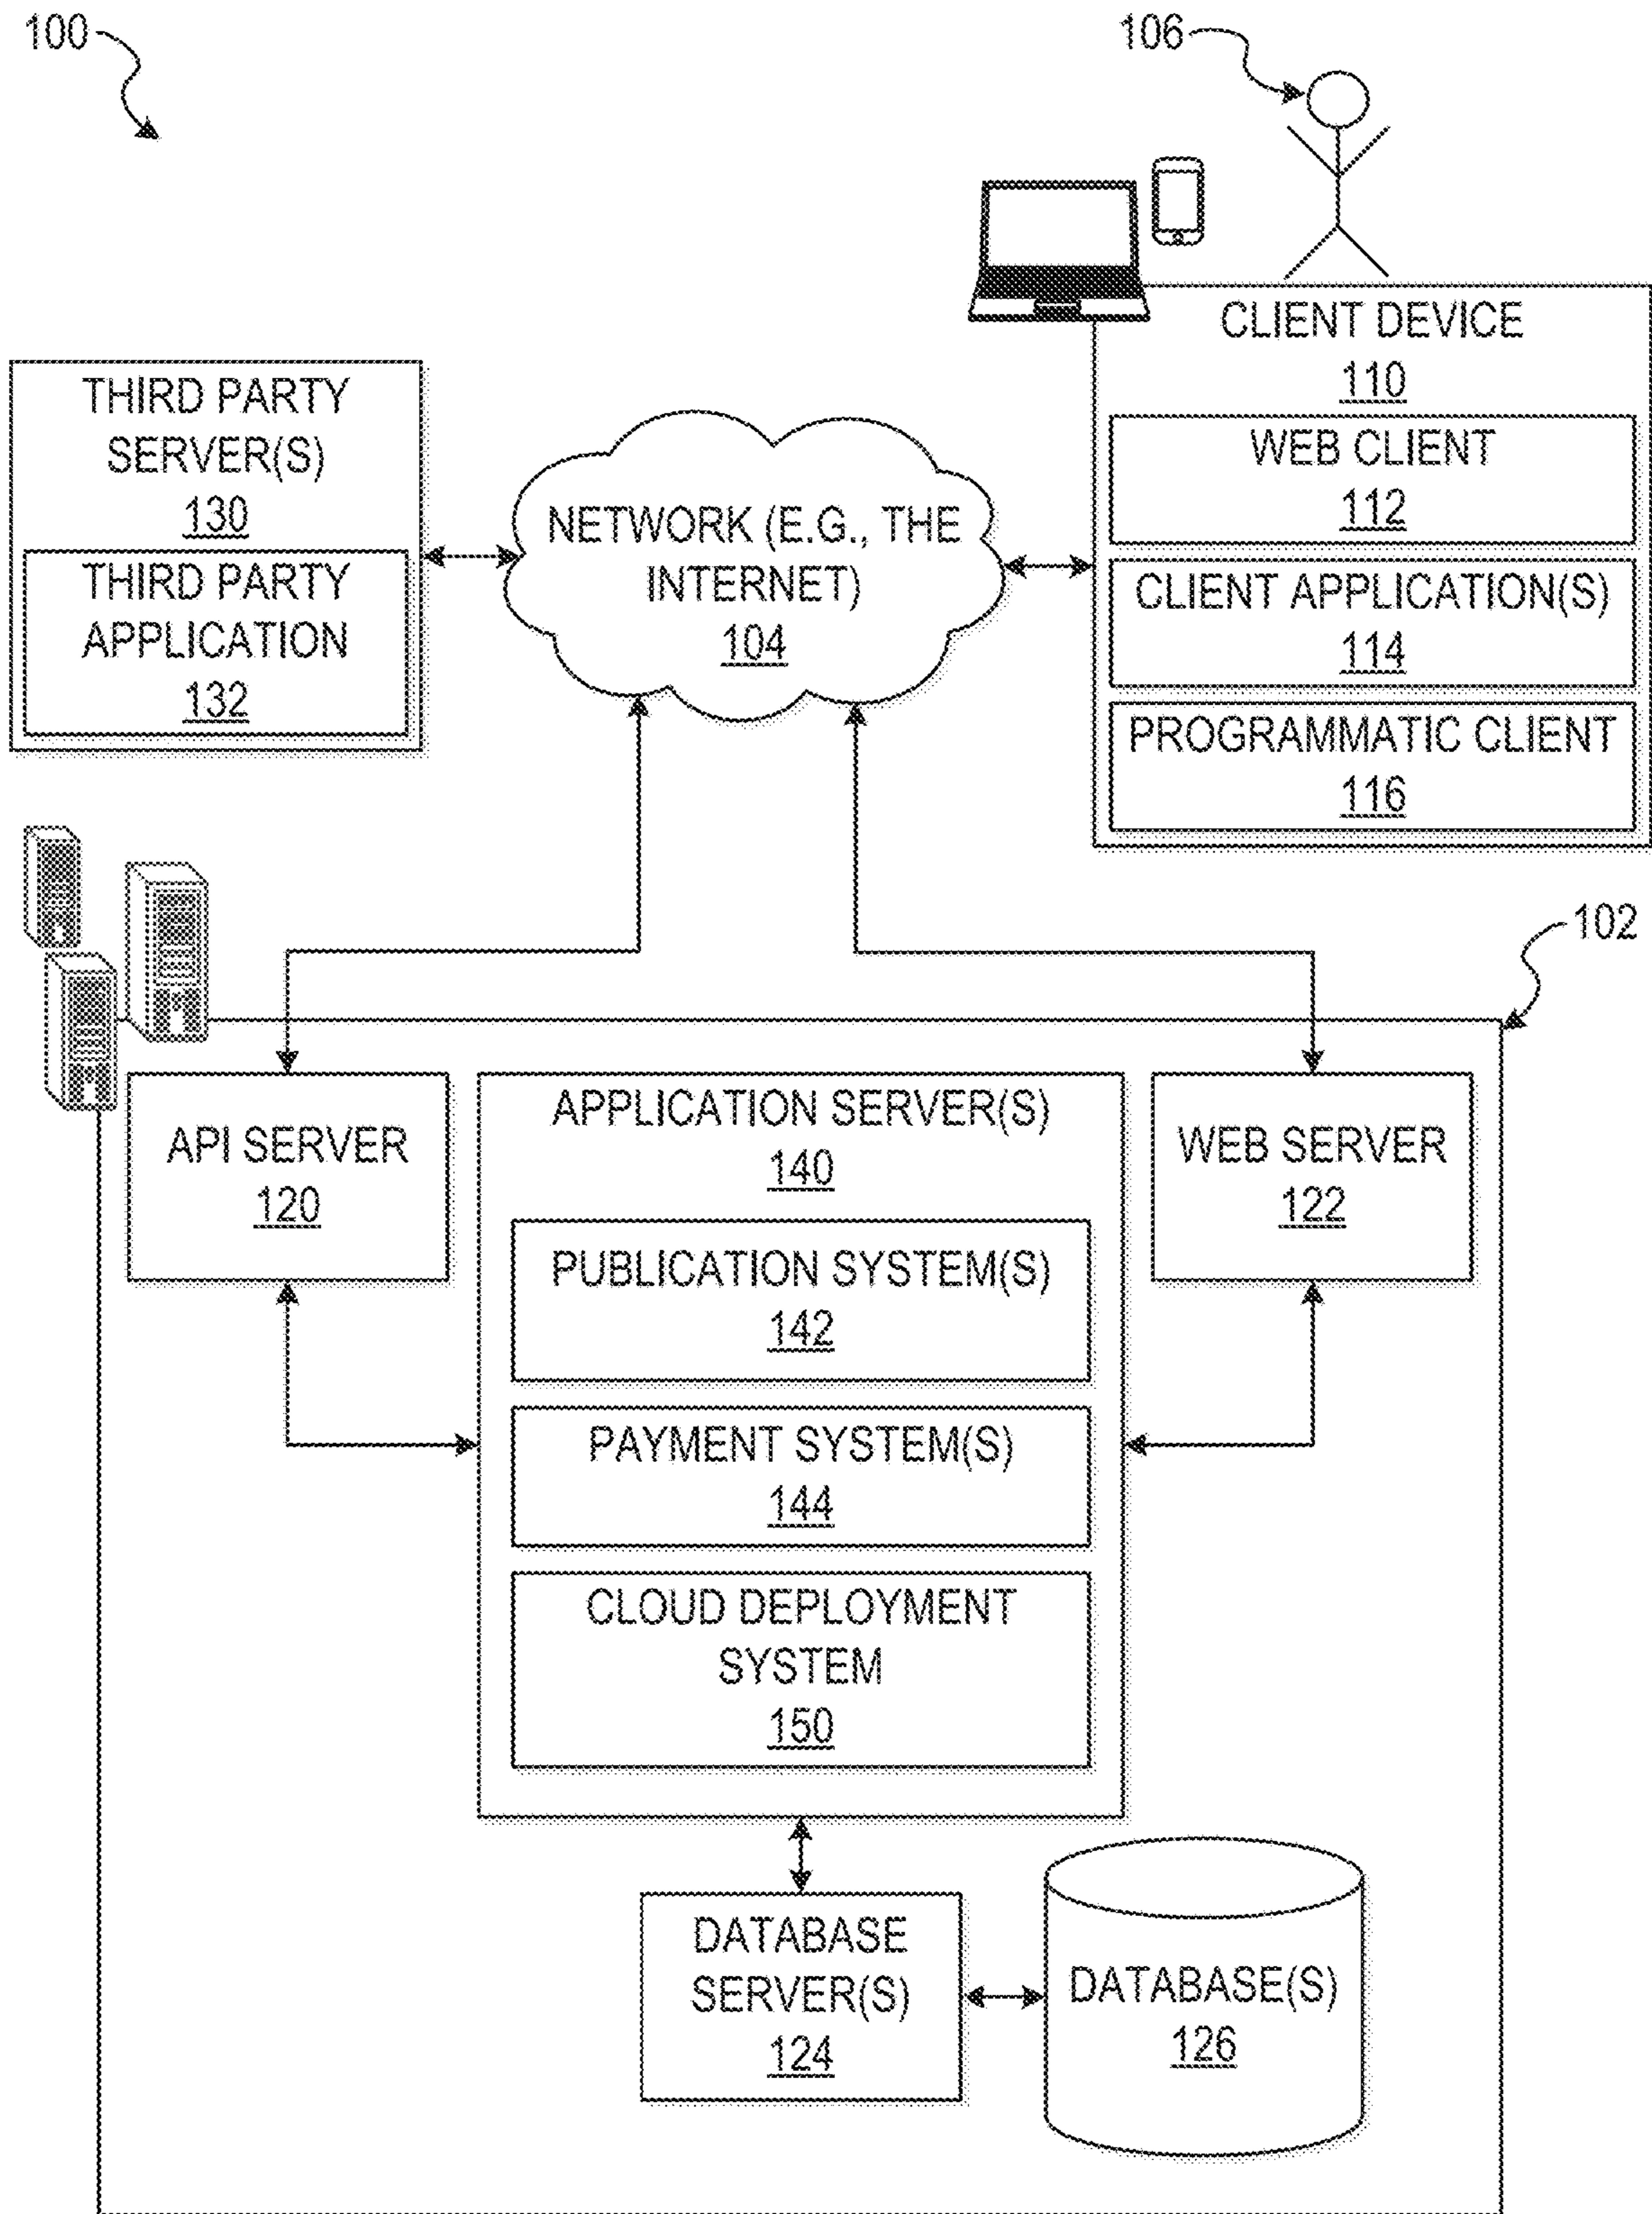 100
106
CLIENT DEVICE
110
WEB CLIENT
112
CLIENT APPLICATION(S)
114
PROGRAMMATIC CLIENT
116
THIRD PARTY
SERVER(S)
130
THIRD PARTY
APPLICATION
132
NETWORK (E.G., THE
INTERNET)
104
102
API SERVER
120
APPLICATION SERVER(S)
140
PUBLICATION SYSTEM(S)
142
PAYMENT SYSTEM(S)
144
CLOUD DEPLOYMENT
SYSTEM
150
WEB SERVER
122
DATABASE
SERVER(S)
124
DATABASE(S)
126